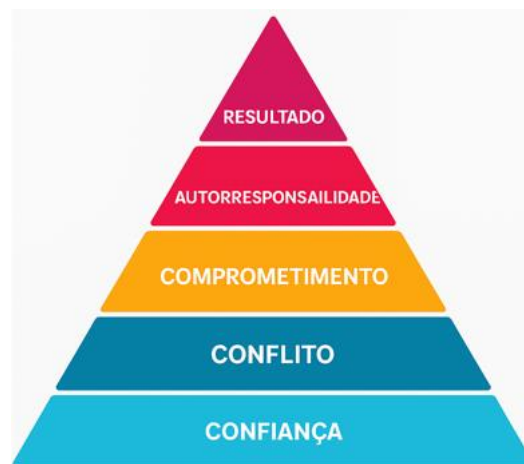 RESULTADO
AUTORRESPONSAILIDADE
COMPROMETIMENTO
CONFLITO
CONFIANÇA